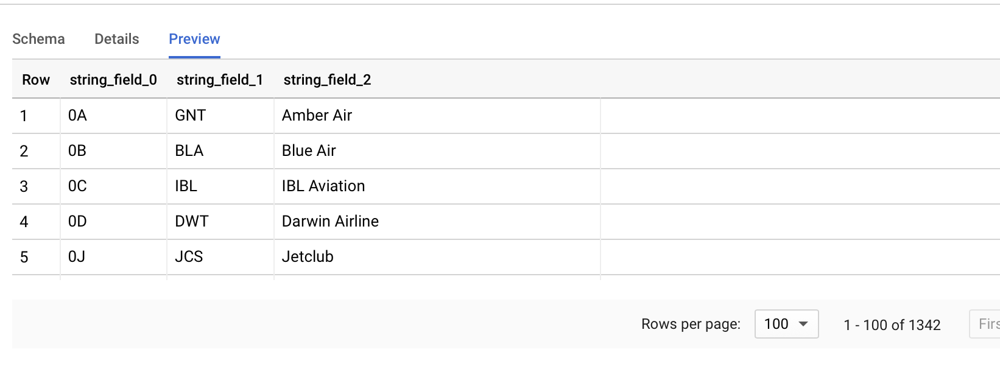 Schema Details Preview
Row string_field_0 string_field_1 string_field_2
1 0A GNT Amber Air
2 0B BLA Blue Air
3 0C IBL IBL Aviation
4 0D DWT Darwin Airline
5 0J JCS Jetclub
Rows per page: 100 1 - 100 of 1342